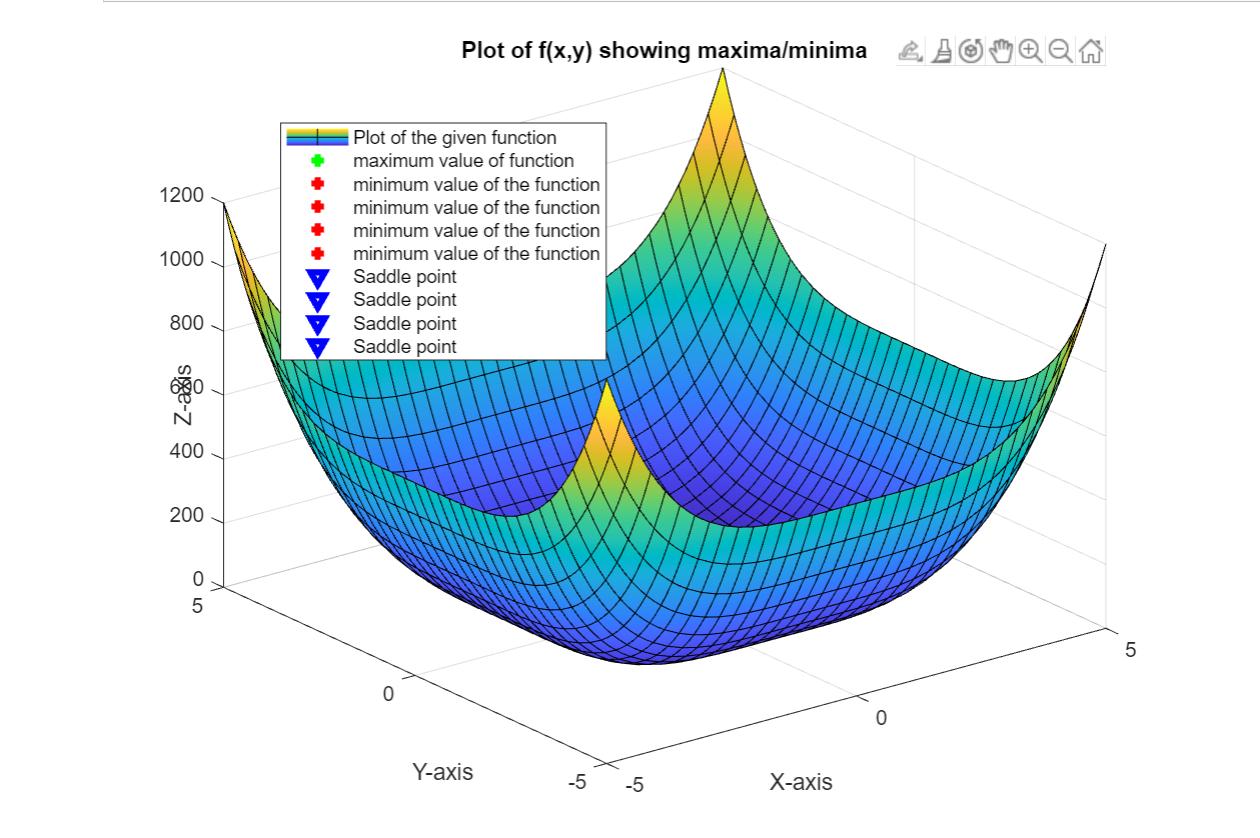 Plot of f(x,y) showing maxima/minima
Plot of the given function
maximum value of function
minimum value of the function
minimum value of the function
minimum value of the function
minimum value of the function
Saddle point
Saddle point
Saddle point
Saddle point
1200
1000
800
600
400
200
0
Z-axis
5
0
-5
Y-axis
-5
0
5
X-axis